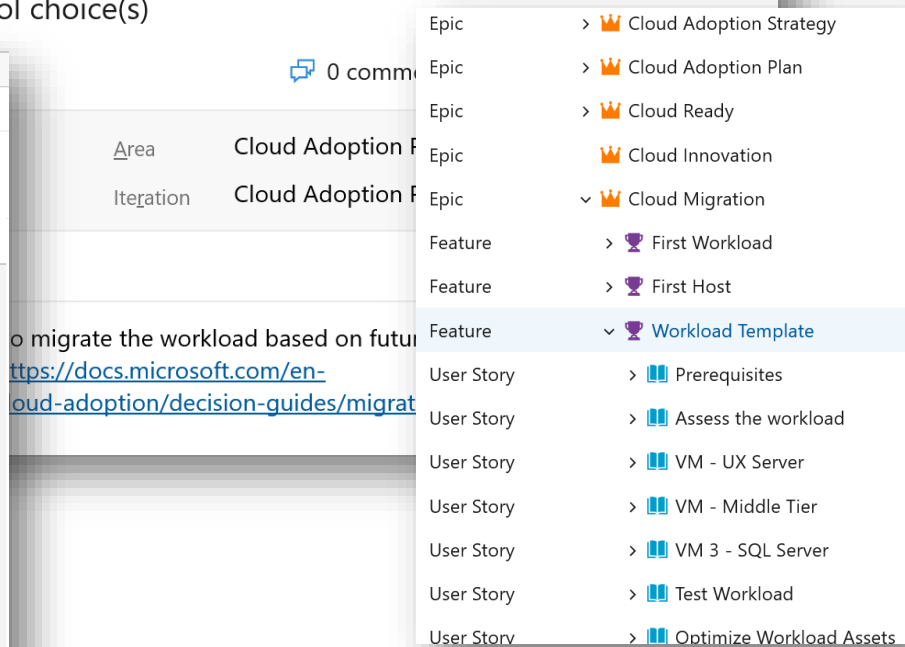 ol choice(s)
0 comme
Area Cloud Adoption P
Iteration Cloud Adoption P
o migrate the workload based on futur
ttps://docs.microsoft.com/en-
loud-adoption/decision-guides/migrat
Epic Cloud Adoption Strategy
Epic Cloud Adoption Plan
Epic Cloud Ready
Epic Cloud Innovation
Epic Cloud Migration
Feature First Workload
Feature First Host
Feature Workload Template
User Story Prerequisites
User Story Assess the workload
User Story VM - UX Server
User Story VM - Middle Tier
User Story VM 3 - SQL Server
User Story Test Workload
User Story Optimize Workload Assets